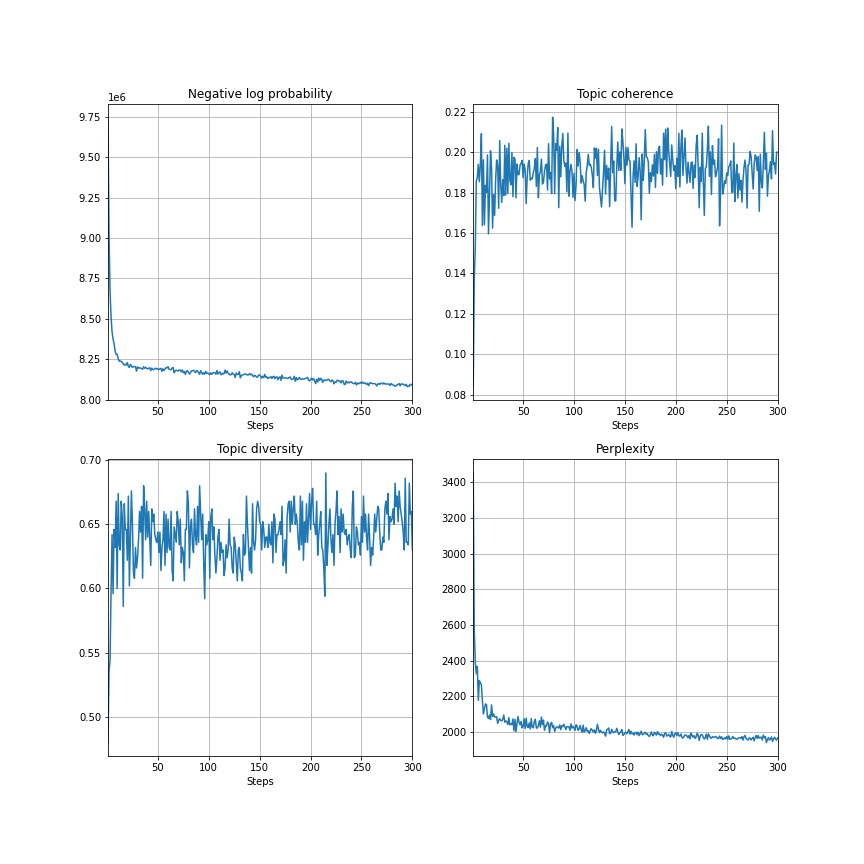 Negative log probability
1e6
9.75
9.50
9.25
9.00
8.75
8.50
8.25
8.00
50 100 150 200 250 300
Steps
Topic coherence
0.22
0.20
0.18
0.16
0.14
0.12
0.10
0.08
50 100 150 200 250 300
Steps
Topic diversity
0.70
0.65
0.60
0.55
0.50
50 100 150 200 250 300
Steps
Perplexity
3400
3200
3000
2800
2600
2400
2200
2000
50 100 150 200 250 300
Steps